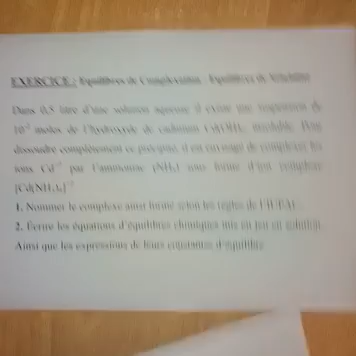 EXERCICE : Equilibres de Complexation - Equilibres de Solubilité
Dans 0,5 litre d'une solution aqueuse il existe une suspension de
10⁻² moles de l'hydroxyde de cadmium Cd(OH)₂ insoluble. Pour
dissoudre complètement ce précipité, il est envisagé de complexer les
ions Cd⁺² par l'ammoniac (NH₃) sous forme d'un complexe
[Cd(NH₃)₄]⁺²
1. Nommer le complexe ainsi formé selon les règles de l'IUPAC.
2. Ecrire les équations d'équilibres chimiques mis en jeu en solution.
Ainsi que les expressions de leurs constantes d'équilibre